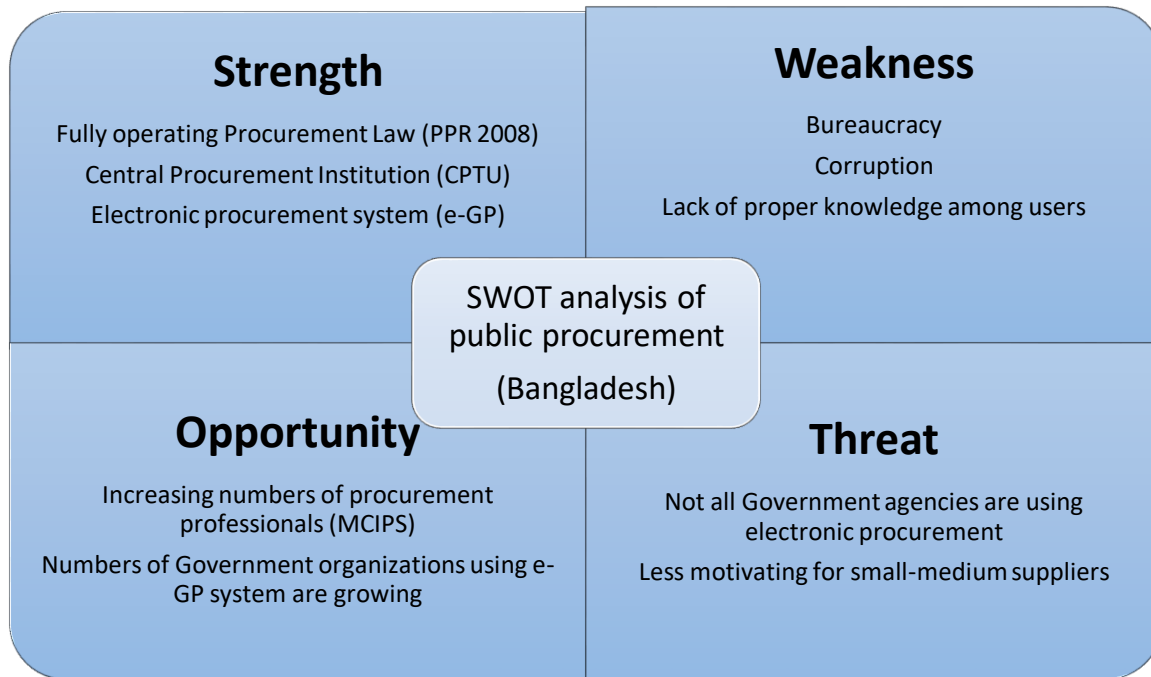 Strength
Fully operating Procurement Law (PPR 2008)
Central Procurement Institution (CPTU)
Electronic procurement system (e-GP)
Weakness
Bureaucracy
Corruption
Lack of proper knowledge among users
SWOT analysis of
public procurement
(Bangladesh)
Opportunity
Increasing numbers of procurement
professionals (MCIPS)
Numbers of Government organizations using e-
GP system are growing
Threat
Not all Government agencies are using
electronic procurement
Less motivating for small-medium suppliers